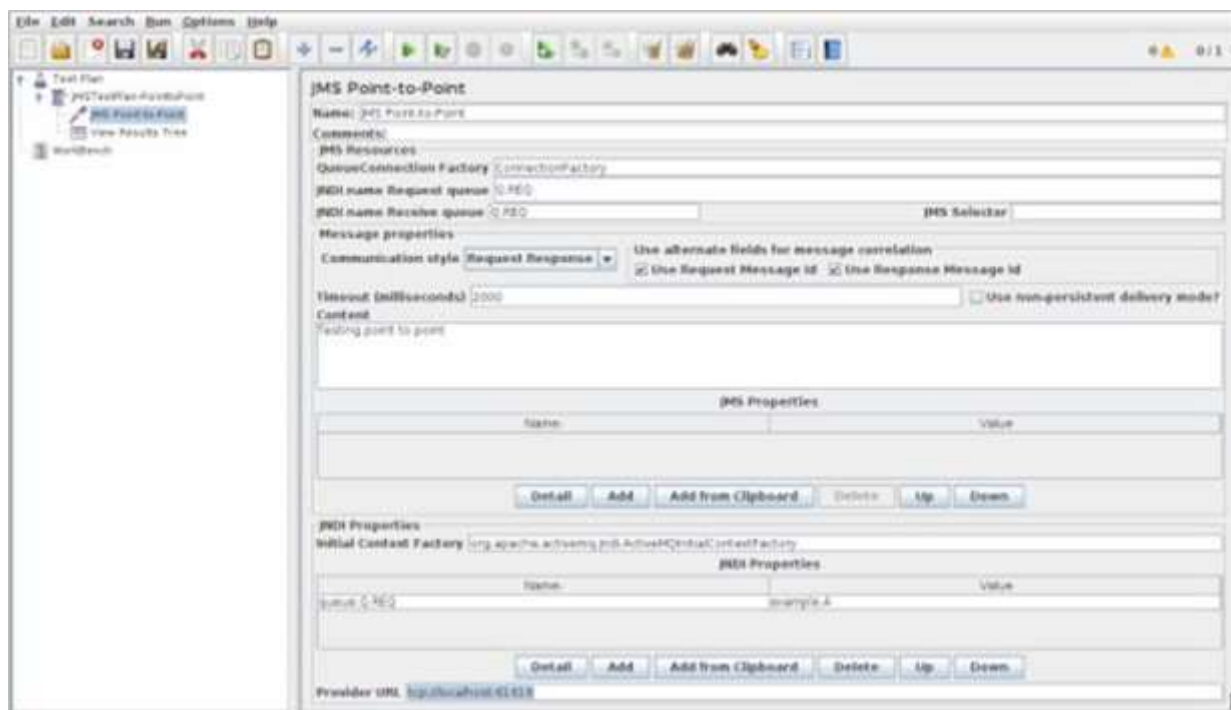 File Edit Search Run Options Help
0 0 / 1
Test Plan
JMSTestPlan-PointtoPoint
JMS Point-to-Point
View Results Tree
WorkBench
JMS Point-to-Point
Name: JMS Point-to-Point
Comments:
JMS Resources
QueueConnection Factory ConnectionFactory
JNDI name Request queue Q.REQ
JNDI name Receive queue Q.REQ JMS Selector
Message properties
Communication style Request Response Use alternate fields for message correlation
Use Request Message Id Use Response Message Id
Timeout (milliseconds) 2000 Use non-persistent delivery mode?
Content
Testing point to point
JMS Properties
Name: Value
Detail Add Add from Clipboard Delete Up Down
JNDI Properties
Initial Context Factory org.apache.activemq.jndi.ActiveMQInitialContextFactory
JNDI Properties
Name: Value
queue.Q.REQ example.A
Detail Add Add from Clipboard Delete Up Down
Provider URL tcp://localhost:61616